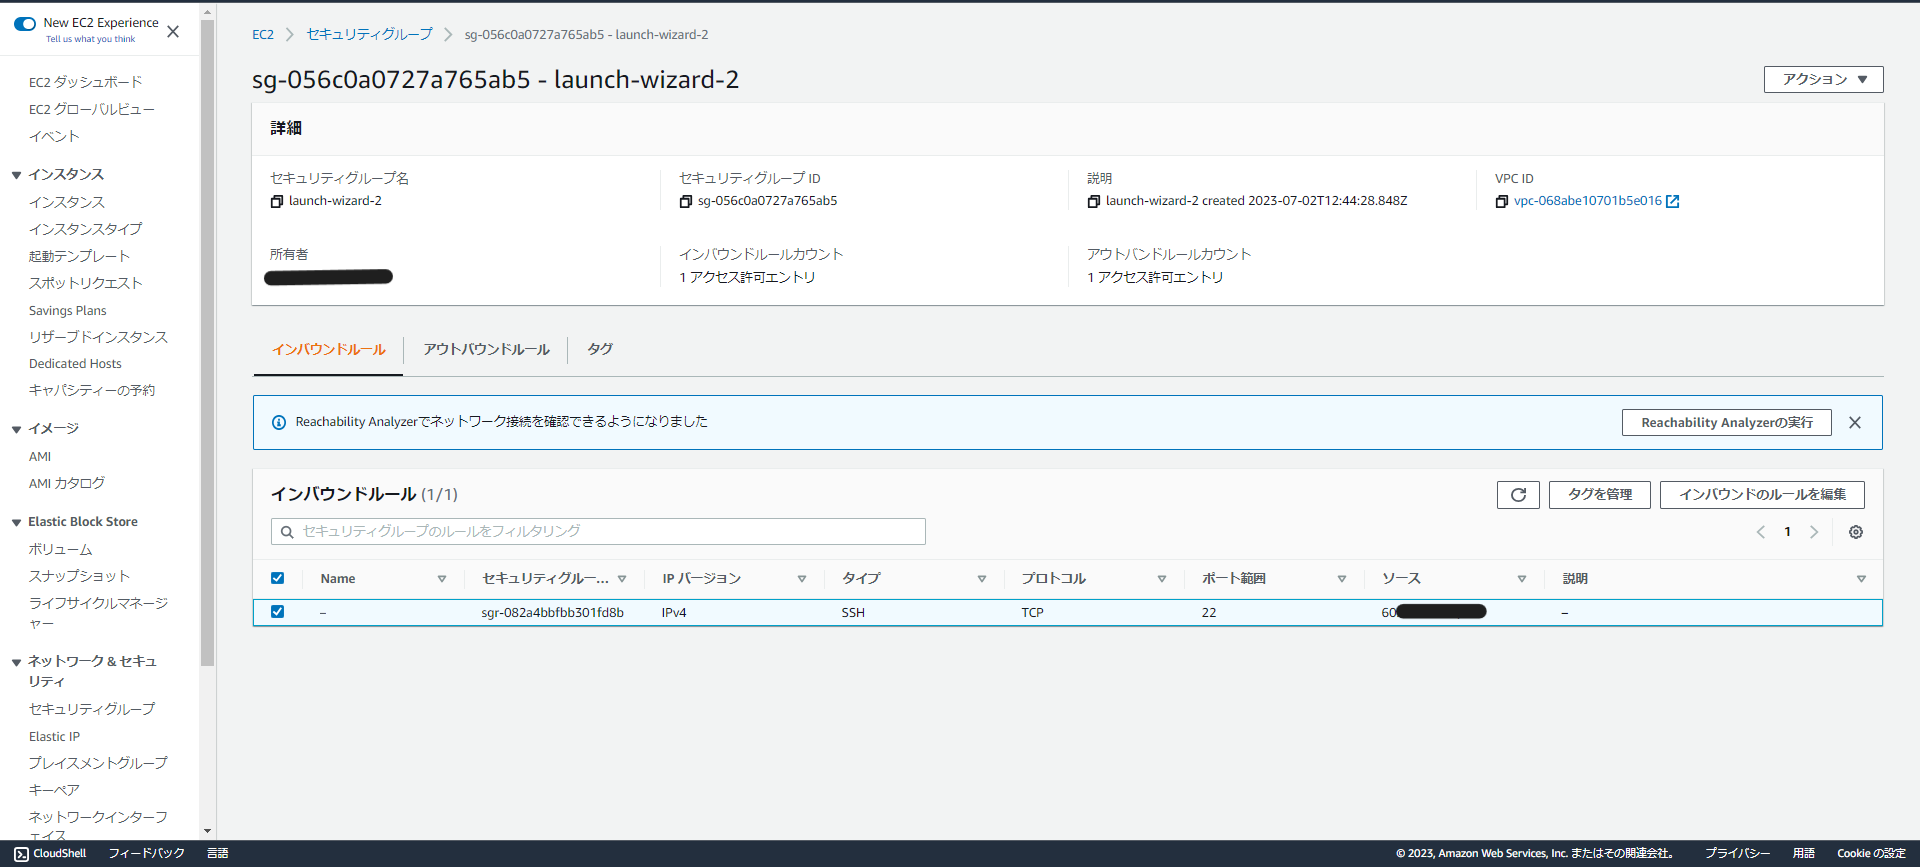 New EC2 Experience
Tell us what you think
EC2 ダッシュボード
EC2 グローバルビュー
イベント
インスタンス
インスタンス
インスタンスタイプ
起動テンプレート
スポットリクエスト
Savings Plans
リザーブドインスタンス
Dedicated Hosts
キャパシティーの予約
イメージ
AMI
AMI カタログ
Elastic Block Store
ボリューム
スナップショット
ライフサイクルマネージ
ャー
ネットワーク & セキュ
リティ
セキュリティグループ
Elastic IP
プレイスメントグループ
キーペア
ネットワークインターフ
ェイス
EC2 セキュリティグループ sg-056c0a0727a765ab5 - launch-wizard-2
sg-056c0a0727a765ab5 - launch-wizard-2
アクション
詳細
セキュリティグループ名
launch-wizard-2
セキュリティグループ ID
sg-056c0a0727a765ab5
説明
launch-wizard-2 created 2023-07-02T12:44:28.848Z
VPC ID
vpc-068abe10701b5e016
所有者
インバウンドルールカウント
1 アクセス許可エントリ
アウトバンドルールカウント
1 アクセス許可エントリ
インバウンドルール アウトバウンドルール タグ
Reachability Analyzerでネットワーク接続を確認できるようになりました
Reachability Analyzerの実行
インバウンドルール (1/1)
タグを管理
インバウンドのルールを編集
セキュリティグループのルールをフィルタリング
1
Name セキュリティグルー... IP バージョン タイプ プロトコル ポート範囲 ソース 説明
– sgr-082a4bbfbb301fd8b IPv4 SSH TCP 22 60 –
CloudShell フィードバック 言語
© 2023, Amazon Web Services, Inc. またはその関連会社。 プライバシー 用語 Cookie の設定